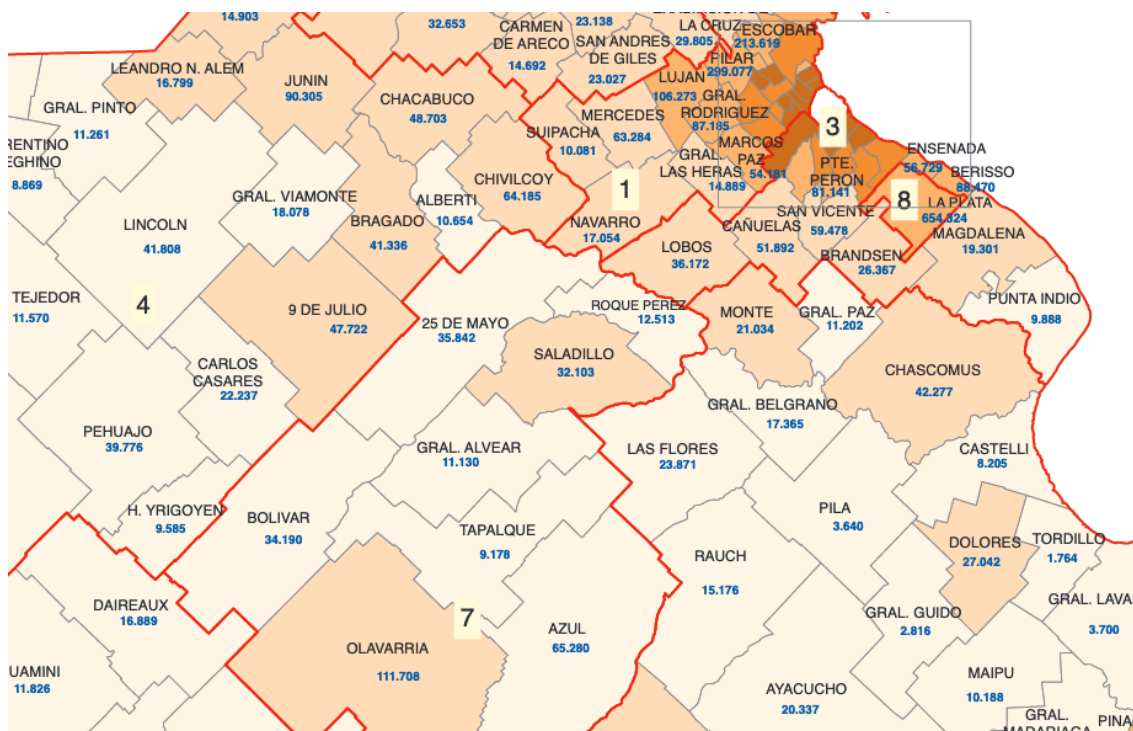 14.903
32.653
CARMEN
DE ARECO
14.692
23.138
SAN ANDRES
DE GILES
23.027
LA CRUZ
29.805
ESCOBAR
213.619
PILAR
299.077
LEANDRO N. ALEM
16.799
JUNIN
90.305
CHACABUCO
48.703
LUJAN
106.273
GRAL.
RODRIGUEZ
87.185
GRAL. PINTO
11.261
MERCEDES
63.284
SUIPACHA
10.081
MARCOS
PAZ
54.181
3
RENTINO
EGHINO
8.869
GRAL.
LAS HERAS
14.889
PTE.
PERON
81.141
ENSENADA
56.729
BERISSO
88.470
CHIVILCOY
64.185
1
8
LA PLATA
654.324
GRAL. VIAMONTE
18.078
ALBERTI
10.654
BRAGADO
41.336
LINCOLN
41.808
NAVARRO
17.054
CAÑUELAS
51.892
SAN VICENTE
59.478
MAGDALENA
19.301
LOBOS
36.172
BRANDSEN
26.367
TEJEDOR
11.570
4
9 DE JULIO
47.722
25 DE MAYO
35.842
ROQUE PEREZ
12.513
MONTE
21.034
GRAL. PAZ
11.202
PUNTA INDIO
9.888
SALADILLO
32.103
CARLOS
CASARES
22.237
CHASCOMUS
42.277
GRAL. BELGRANO
17.365
PEHUAJO
39.776
GRAL. ALVEAR
11.130
LAS FLORES
23.871
CASTELLI
8.205
H. YRIGOYEN
9.585
BOLIVAR
34.190
TAPALQUE
9.178
PILA
3.640
RAUCH
15.176
DOLORES
27.042
TORDILLO
1.764
DAIREAUX
16.889
7
AZUL
65.280
GRAL. GUIDO
2.816
GRAL. LAVA
3.700
OLAVARRIA
111.708
UAMINI
11.826
AYACUCHO
20.337
MAIPU
10.188
GRAL.
MADARIAGA
PINA